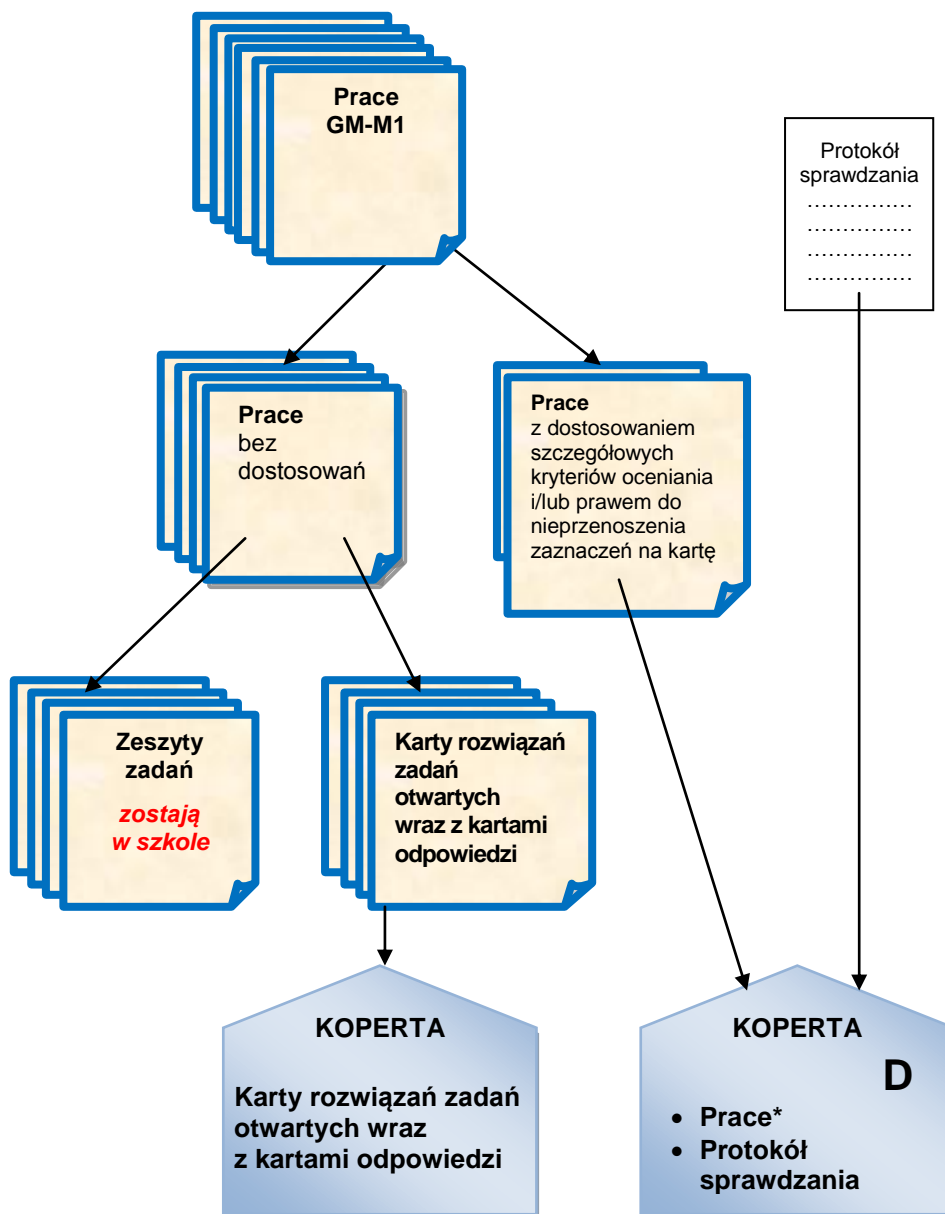 Prace
GM-M1
Protokół
sprawdzania
……………
……………
……………
……………
Prace
bez
dostosowań
Prace
z dostosowaniem
szczegółowych
kryteriów oceniania
i/lub prawem do
nieprzenoszenia
zaznaczeń na kartę
Zeszyty
zadań
zostają
w szkole
Karty rozwiązań
zadań
otwartych
wraz z kartami
odpowiedzi
KOPERTA
Karty rozwiązań zadań
otwartych wraz
z kartami odpowiedzi
KOPERTA
D
• Prace*
• Protokół
sprawdzania